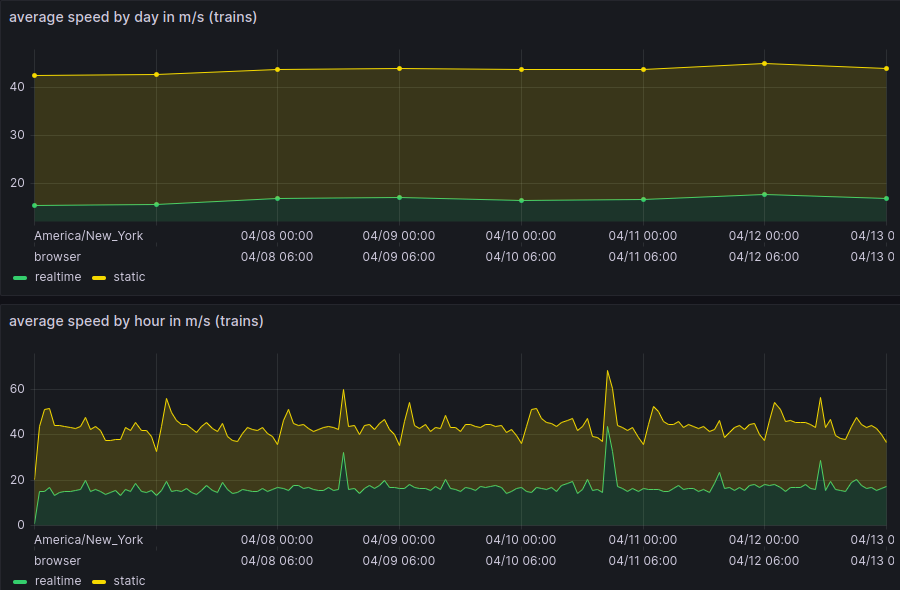 average speed by day in m/s (trains)
40
30
20
America/New_York 04/08 00:00 04/09 00:00 04/10 00:00 04/11 00:00 04/12 00:00 04/13 0
browser 04/08 06:00 04/09 06:00 04/10 06:00 04/11 06:00 04/12 06:00 04/13 0
realtime static
average speed by hour in m/s (trains)
60
40
20
0
America/New_York 04/08 00:00 04/09 00:00 04/10 00:00 04/11 00:00 04/12 00:00 04/13 0
browser 04/08 06:00 04/09 06:00 04/10 06:00 04/11 06:00 04/12 06:00 04/13 0
realtime static